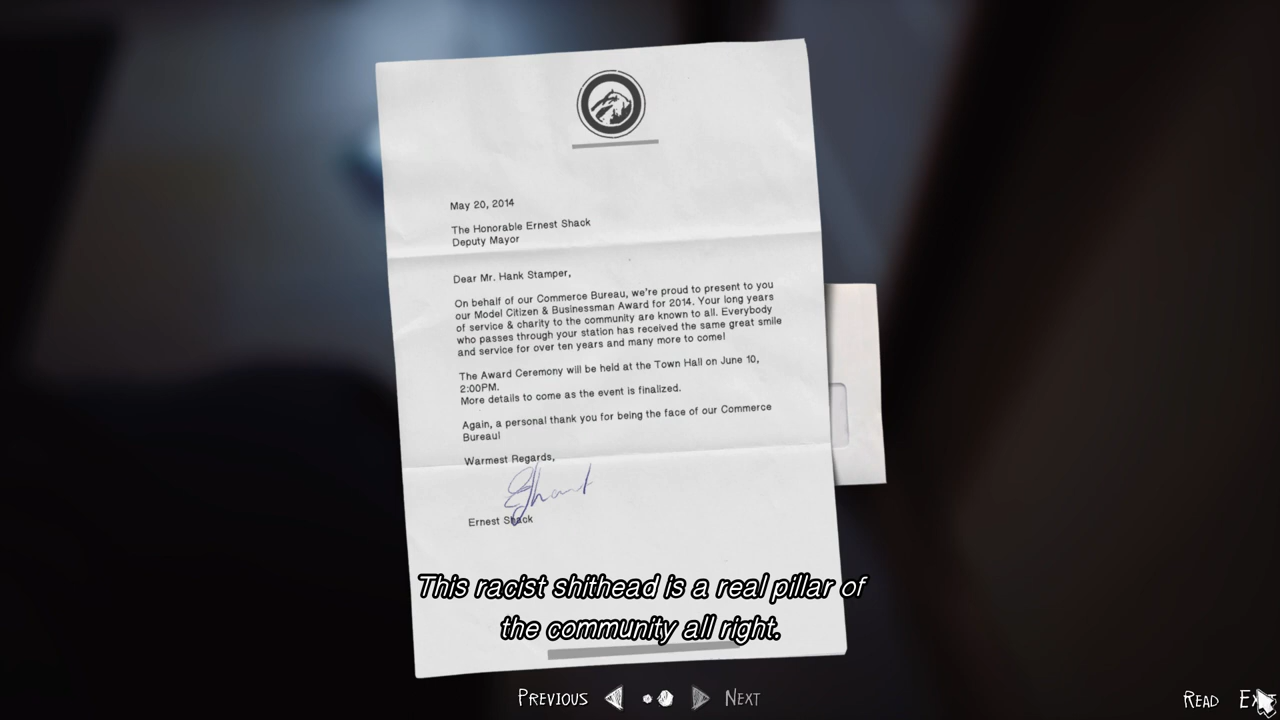 May 20, 2014
The Honorable Ernest Shack
Deputy Mayor
Dear Mr. Hank Stamper,
On behalf of our Commerce Bureau, we're proud to present to you
our Model Citizen & Businessman Award for 2014. Your long years
of service & charity to the community are known to all. Everybody
who passes through your station has received the same great smile
and service for over ten years and many more to come!
The Award Ceremony will be held at the Town Hall on June 10,
2:00PM.
More details to come as the event is finalized.
Again, a personal thank you for being the face of our Commerce
Bureau!
Warmest Regards,
Ernest Shack
This racist shithead is a real pillar of
the community all right.
PREVIOUS NEXT
READ